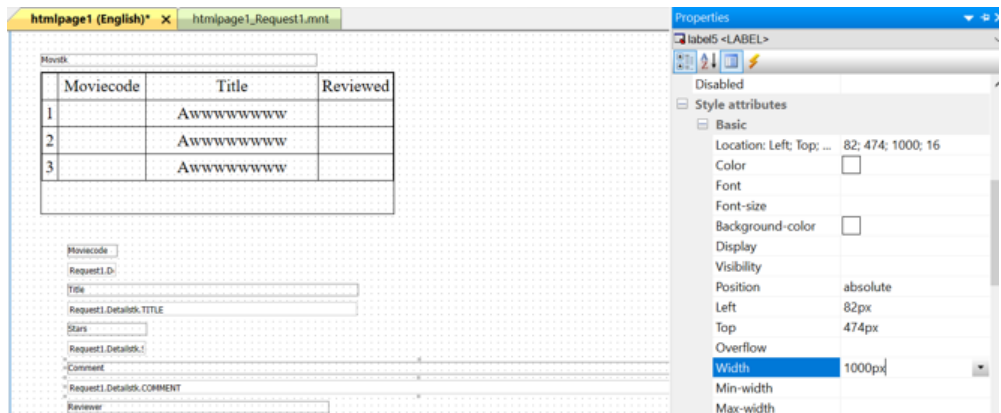 htmlpage1 (English)* htmlpage1_Request1.mnt
Movstk
Moviecode Title Reviewed
1 Awwwwwwww
2 Awwwwwwww
3 Awwwwwwww
Moviecode
Request1.D
Title
Request1.Detailstk.TITLE
Stars
Request1.Detailstk.
Comment
Request1.Detailstk.COMMENT
Reviewer
Properties
label5 <LABEL>
Disabled
Style attributes
Basic
Location: Left; Top; ... 82; 474; 1000; 16
Color
Font
Font-size
Background-color
Display
Visibility
Position absolute
Left 82px
Top 474px
Overflow
Width 1000px
Min-width
Max-width